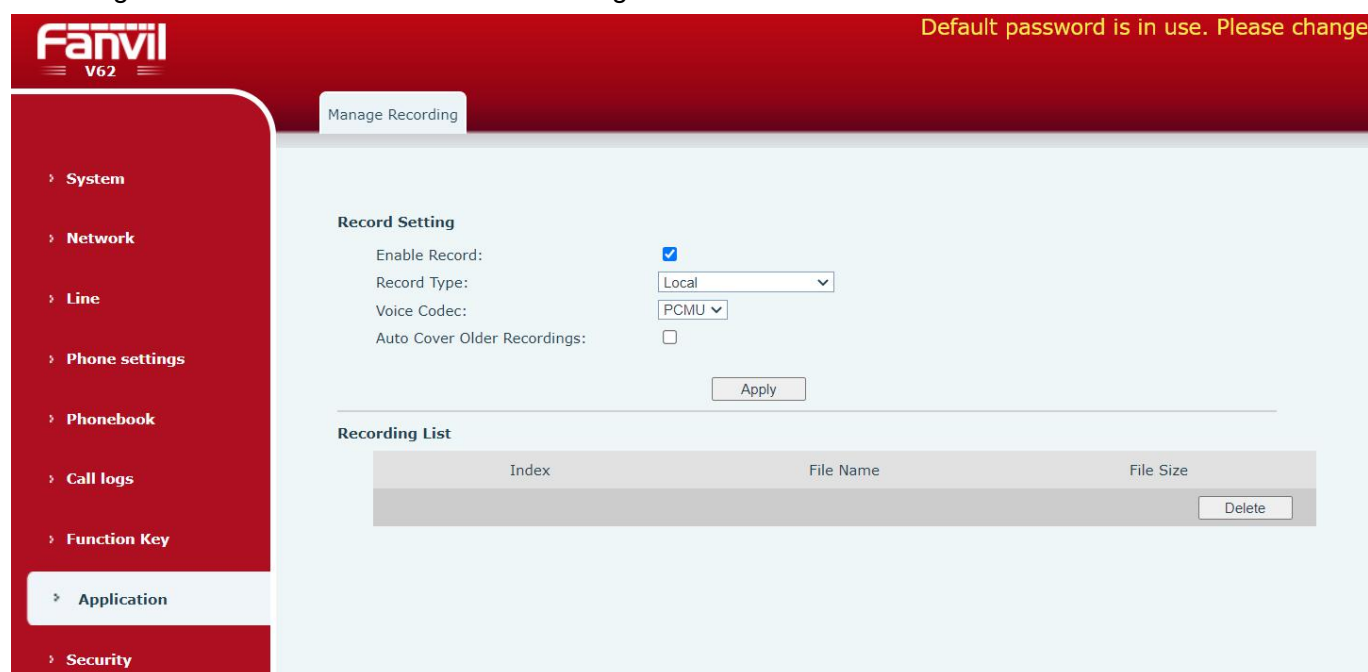 Default password is in use. Please change
Fanvil
V62
Manage Recording
System
Network
Line
Phone settings
Phonebook
Call logs
Function Key
Application
Security
Record Setting
Enable Record:
Record Type: Local
Voice Codec: PCMU
Auto Cover Older Recordings:
Apply
Recording List
Index File Name File Size
Delete